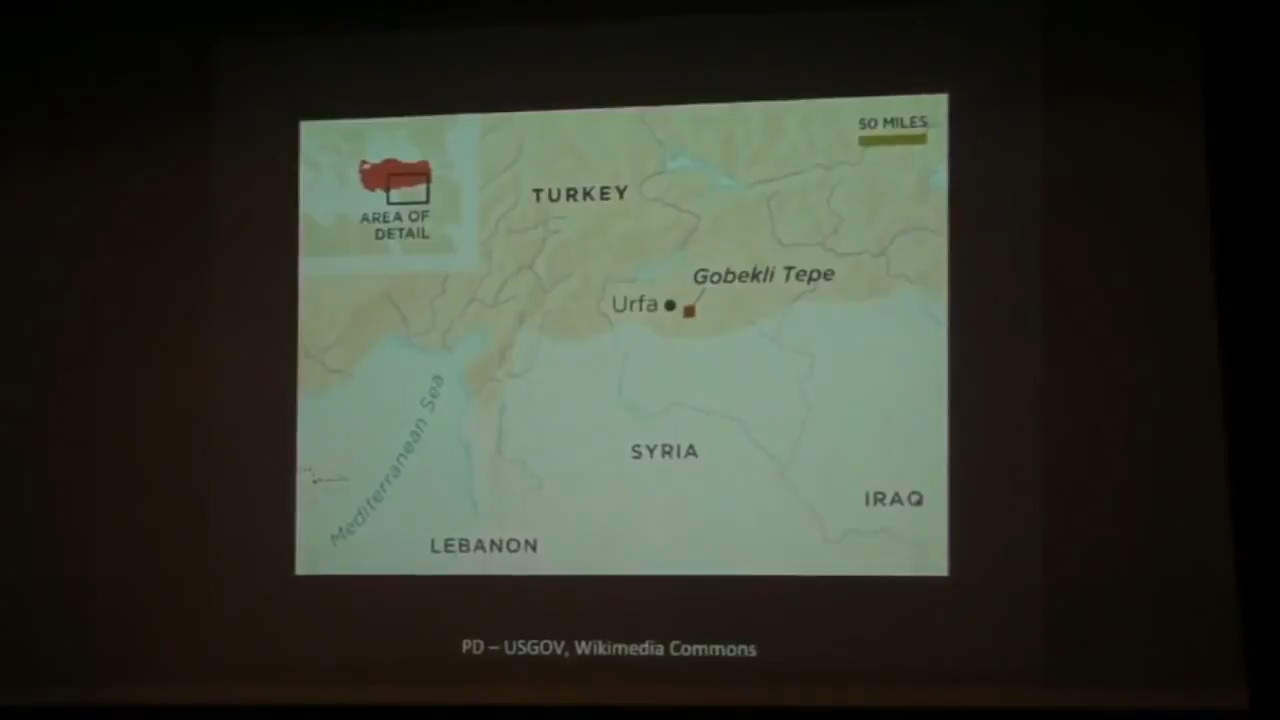 50 MILES
TURKEY
AREA OF
DETAIL
Gobekli Tepe
Urfa
Mediterranean Sea
SYRIA
IRAQ
LEBANON
PD – USGOV, Wikimedia Commons